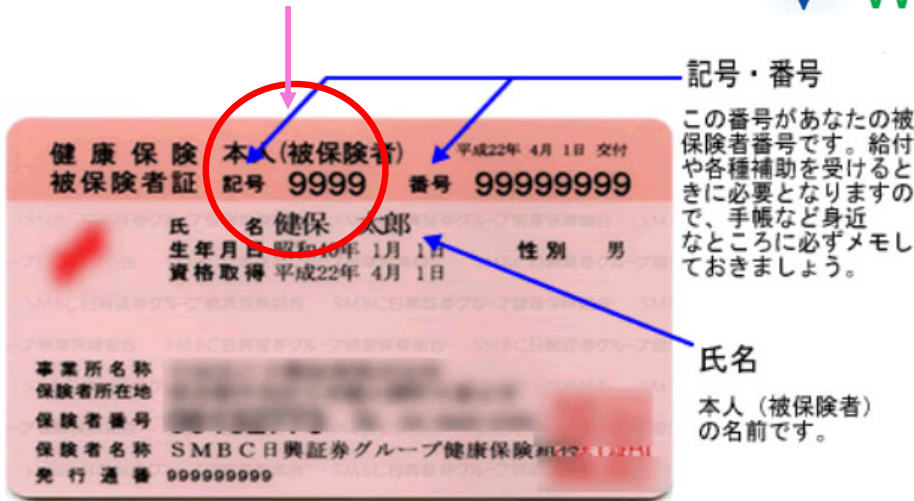 記号・番号
この番号があなたの被
保険者番号です。給付
や各種補助を受けると
きに必要となりますの
で、手帳など身近
なところに必ずメモし
ておきましょう。
健康保険 本人(被保険者) 平成22年 4月 1日 交付
被保険者証 記号 9999 番号 99999999
氏 名 健保 太郎
生年月日 昭和40年 1月 1日 性別 男
資格取得 平成22年 4月 1日
事業所名称
保険者所在地
保険者番号
保険者名称 SMBC日興証券グループ健康保険組合
発行通番 999999999
氏名
本人(被保険者)
の名前です。